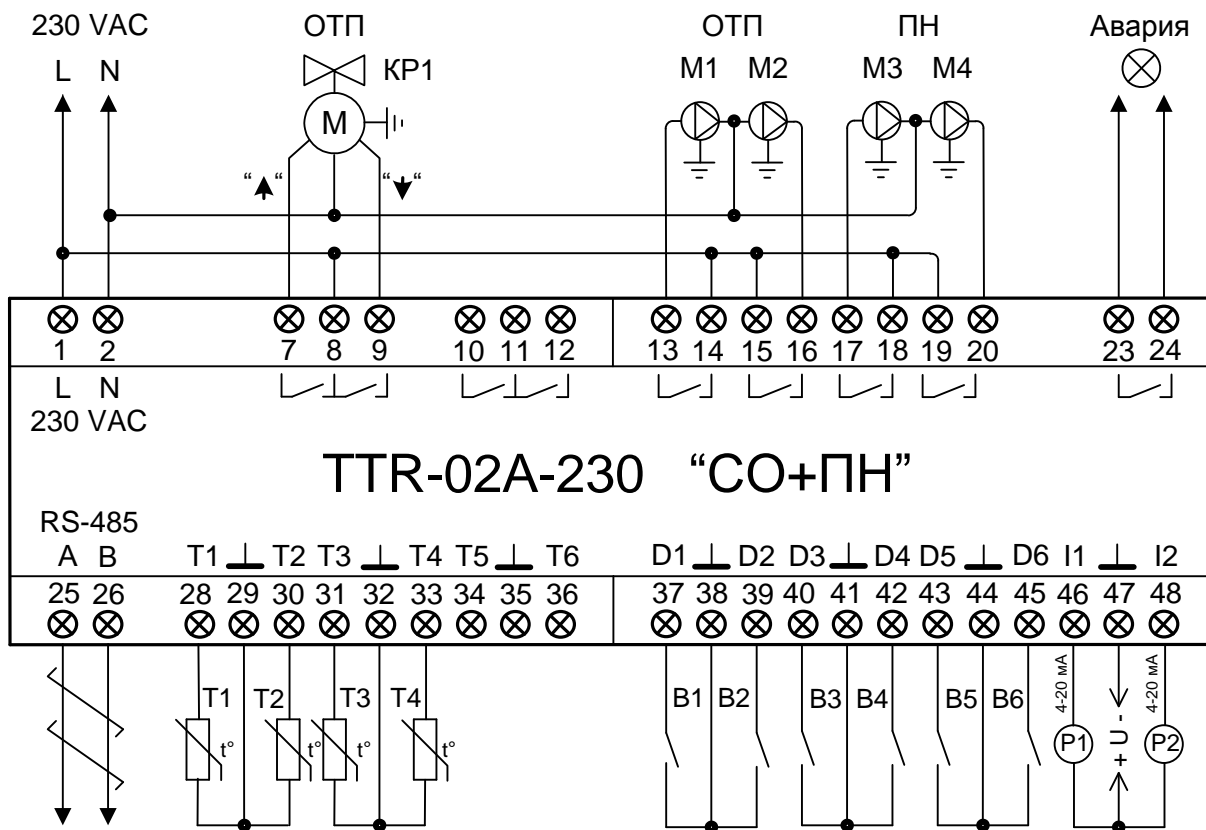 230 VAC ОТП ОТП ПН Авария
L N КР1 M1 M2 M3 M4
M
“ “ “ “
1 2 7 8 9 10 11 12 13 14 15 16 17 18 19 20 23 24
L N
230 VAC
TTR-02A-230 “СО+ПН”
RS-485
A B T1 T2 T3 T4 T5 T6 D1 D2 D3 D4 D5 D6 I1 I2
25 26 28 29 30 31 32 33 34 35 36 37 38 39 40 41 42 43 44 45 46 47 48
4-20 мА 4-20 мА
T1 T2 T3 T4 B1 B2 B3 B4 B5 B6
t° t° t° t° P1 + U - P2